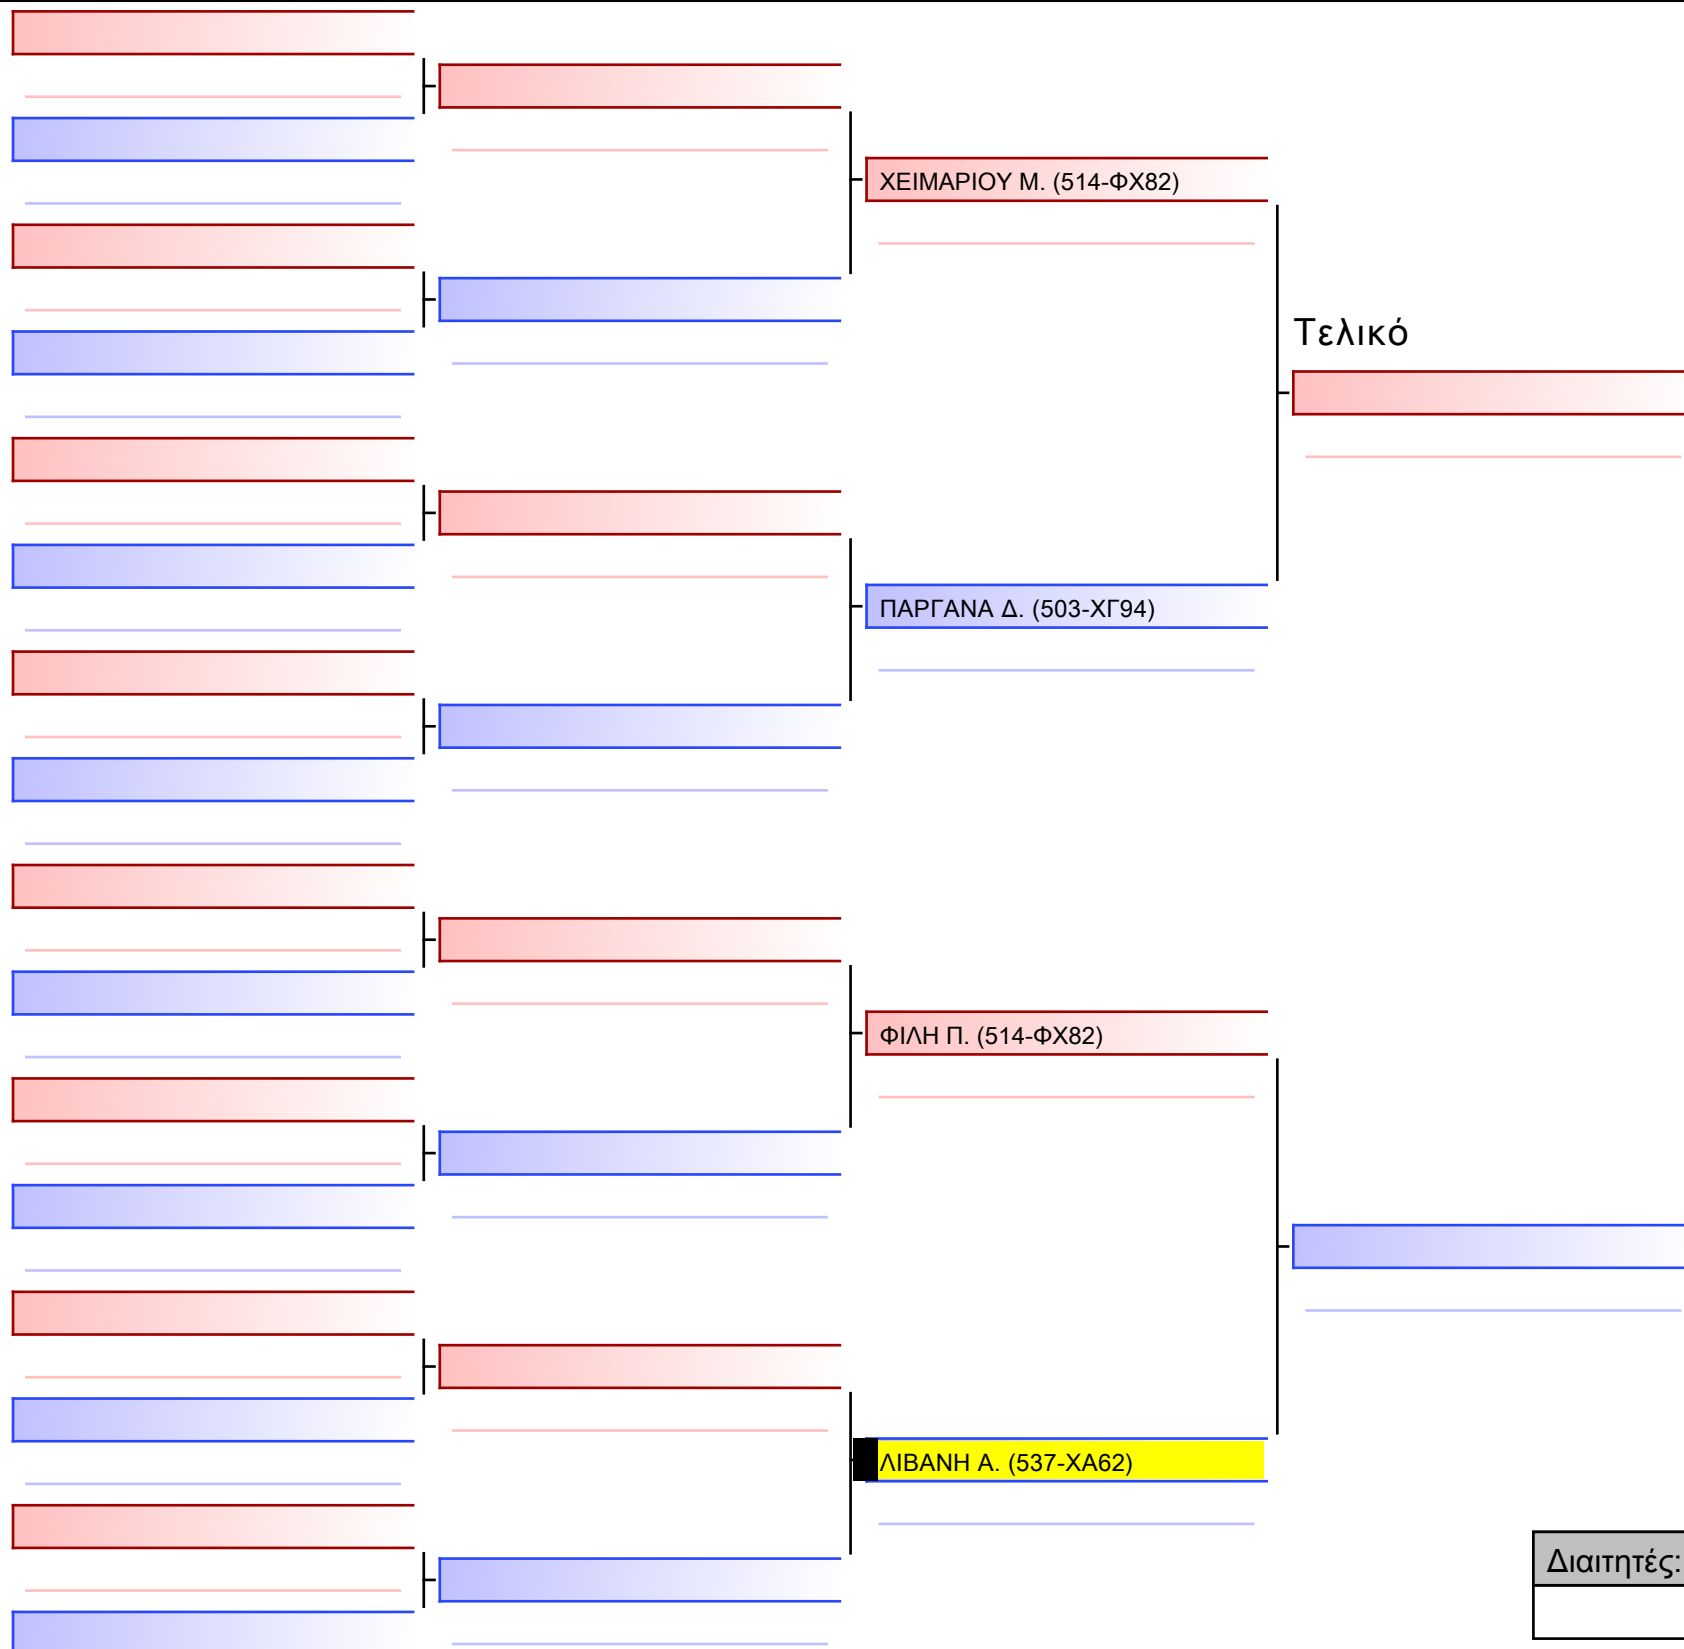 ΧΕΙΜΑΡΙΟΥ Μ. (514-ΦΧ82)
Τελικό
ΠΑΡΓΑΝΑ Δ. (503-ΧΓ94)
ΦΙΛΗ Π. (514-ΦΧ82)
ΛΙΒΑΝΗ Α. (537-ΧΑ62)
Διαιτητές: